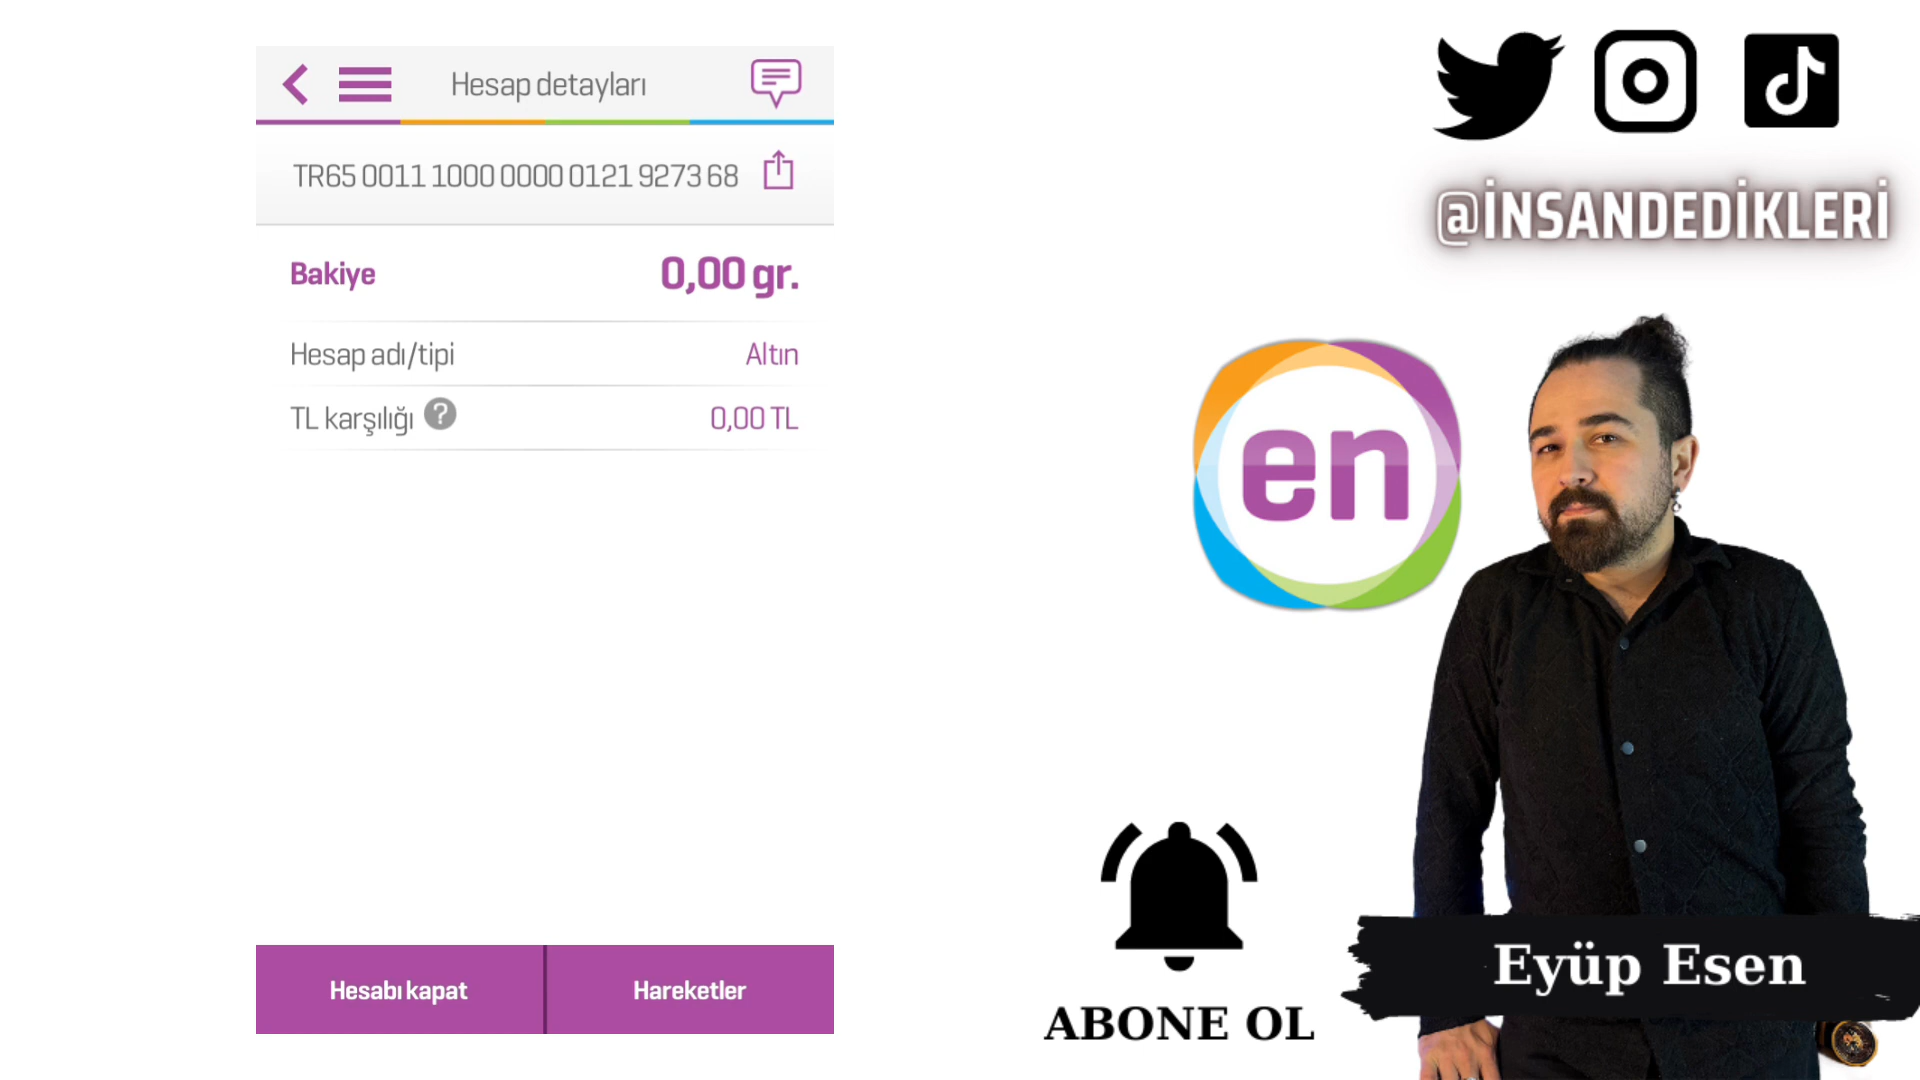 Hesap detayları
TR65 0011 1000 0000 0121 9273 68
Bakiye 0,00 gr.
Hesap adı/tipi Altın
TL karşılığı ? 0,00 TL
Hesabı kapat Hareketler
@İNSANDEDİKLERİ
en
ABONE OL
Eyüp Esen